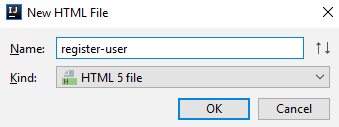 New HTML File
Name: register-user
Kind: HTML 5 file
OK Cancel